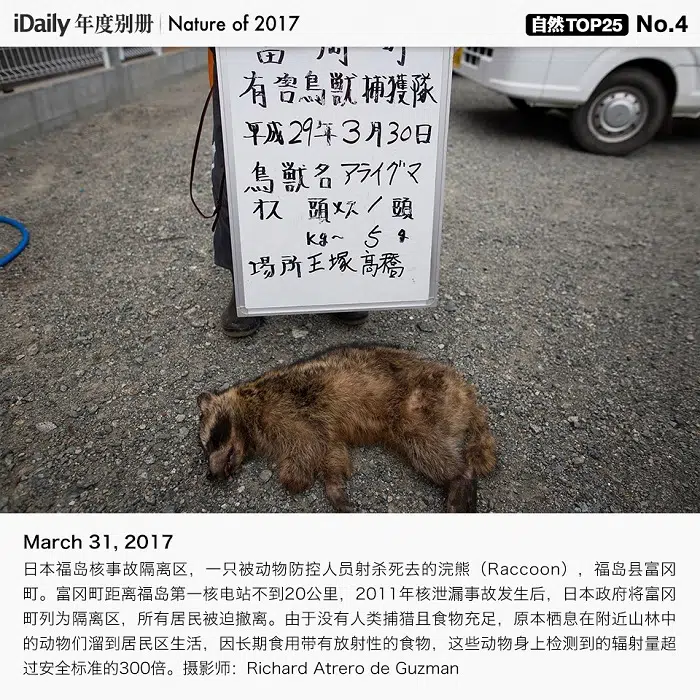 iDaily 年度别册 Nature of 2017
自然TOP25 No.4
富岡町
有害鳥獣捕獲隊
平成29年3月30日
鳥獣名 アライグマ
オス 頭メス 1 頭
kg~ 5
場所 王塚 高橋
March 31, 2017
日本福岛核事故隔离区，一只被动物防控人员射杀死去的浣熊（Raccoon），福岛县富冈
町。富冈町距离福岛第一核电站不到20公里，2011年核泄漏事故发生后，日本政府将富冈
町列为隔离区，所有居民被迫撤离。由于没有人类捕猎且食物充足，原本栖息在附近山林中
的动物们溜到居民区生活，因长期食用带有放射性的食物，这些动物身上检测到的辐射量超
过安全标准的300倍。摄影师：Richard Atrero de Guzman